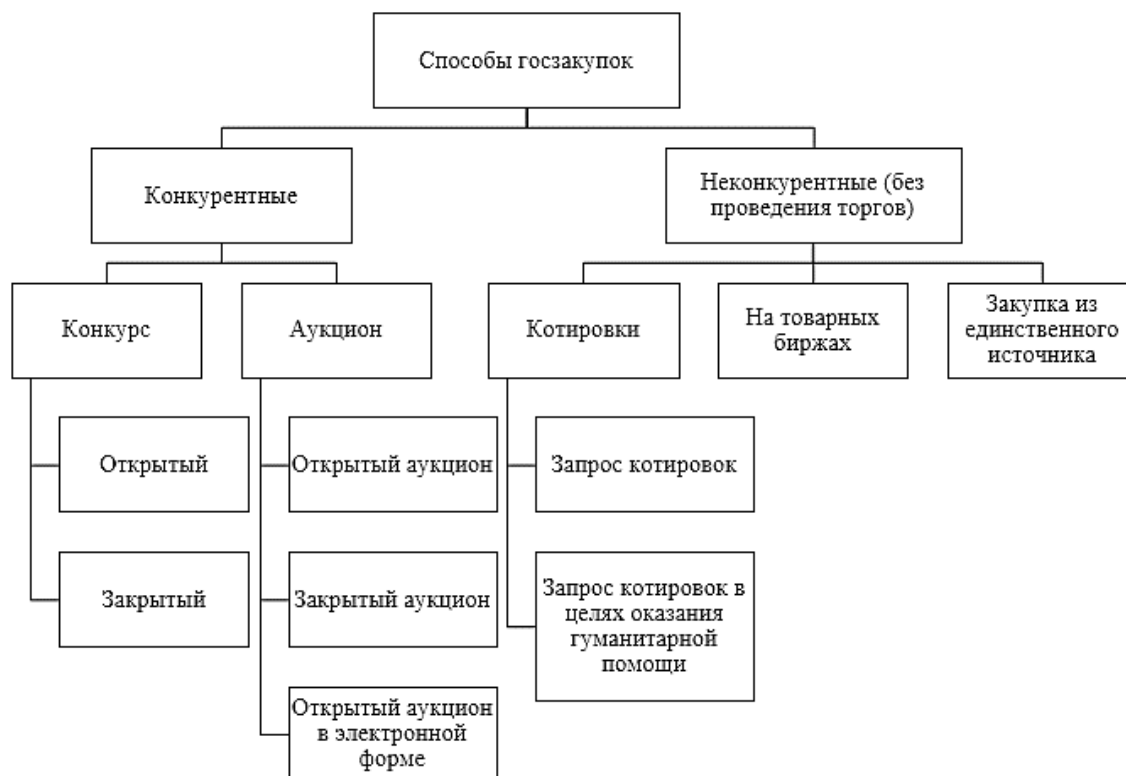 Способы госзакупок
Конкурентные
Неконкурентные (без
проведения торгов)
Конкурс
Аукцион
Котировки
На товарных
биржах
Закупка из
единственного
источника
Открытый
Открытый аукцион
Запрос котировок
Закрытый
Закрытый аукцион
Запрос котировок в
целях оказания
гуманитарной
помощи
Открытый аукцион
в электронной
форме